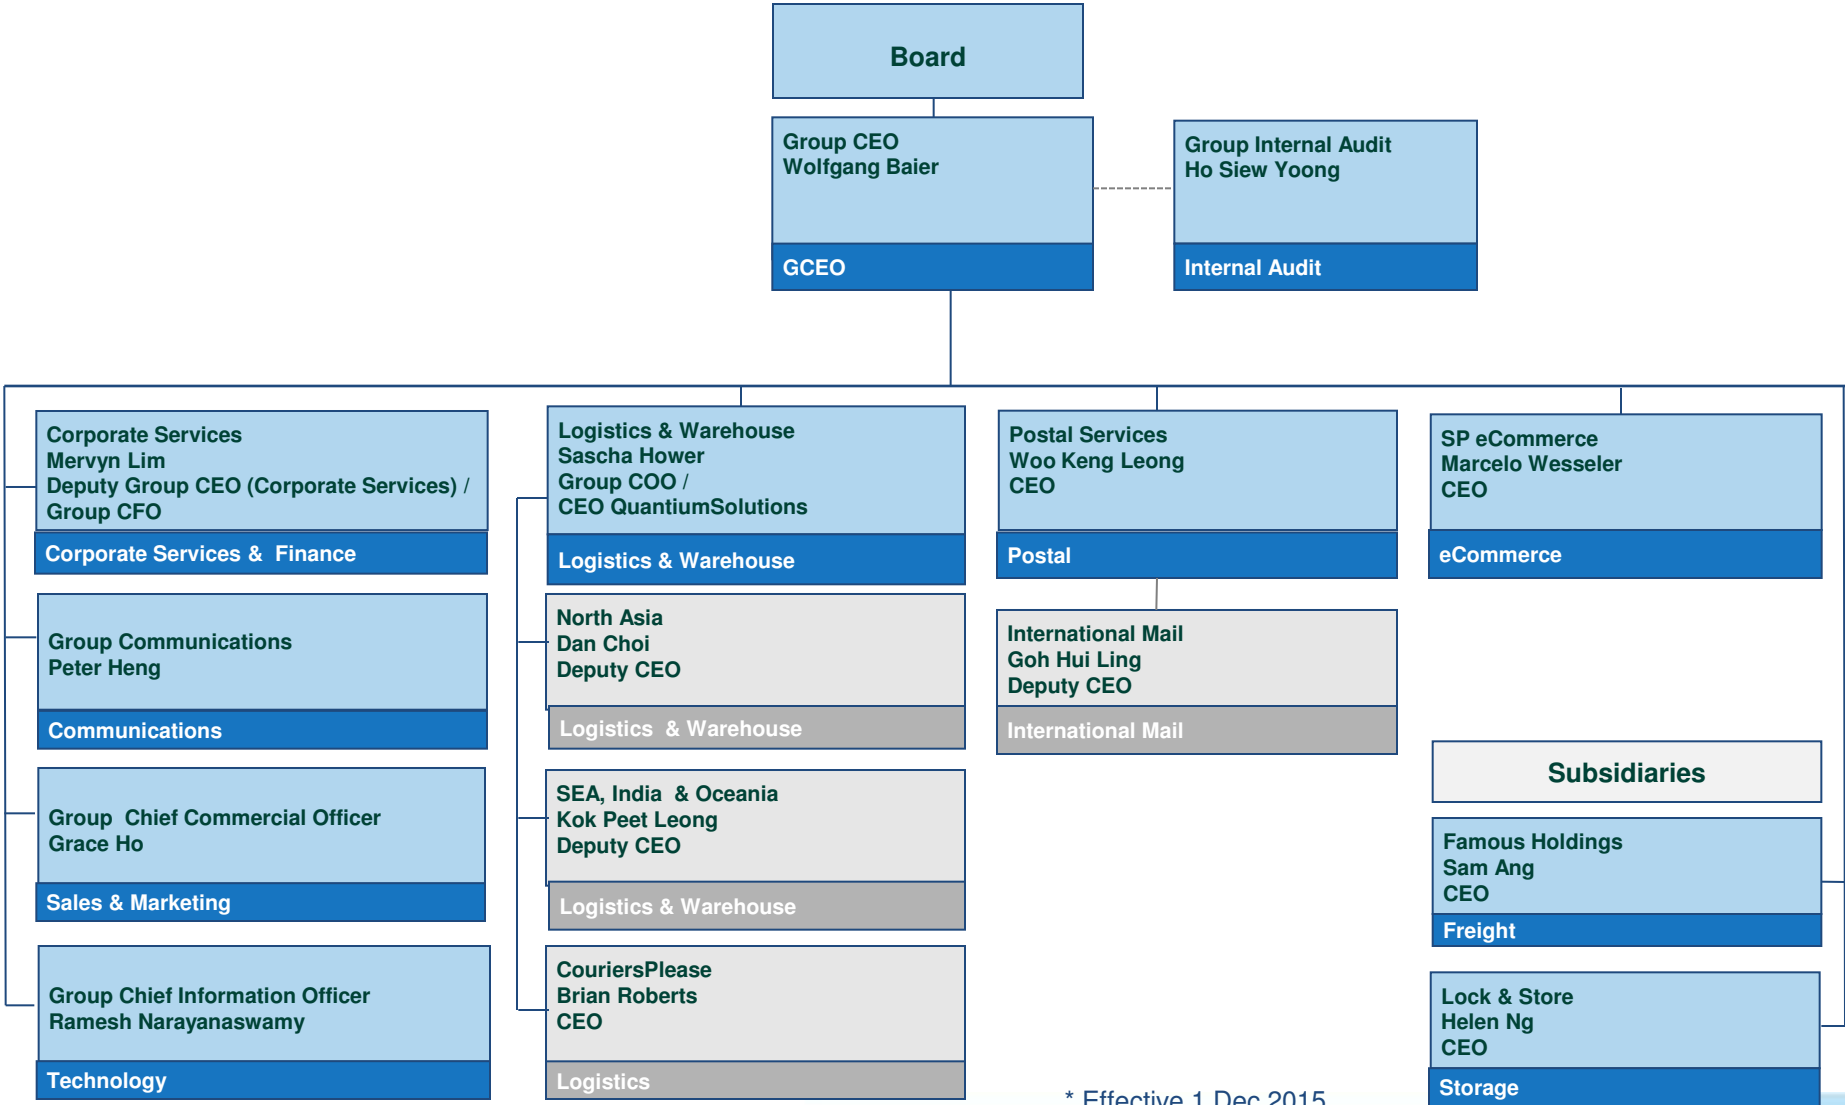 Board
Group CEO
Wolfgang Baier
GCEO
Group Internal Audit
Ho Siew Yoong
Internal Audit
Corporate Services
Mervyn Lim
Deputy Group CEO (Corporate Services) /
Group CFO
Corporate Services & Finance
Group Communications
Peter Heng
Communications
Group Chief Commercial Officer
Grace Ho
Sales & Marketing
Group Chief Information Officer
Ramesh Narayanaswamy
Technology
Logistics & Warehouse
Sascha Hower
Group COO /
CEO QuantiumSolutions
Logistics & Warehouse
North Asia
Dan Choi
Deputy CEO
Logistics & Warehouse
SEA, India & Oceania
Kok Peet Leong
Deputy CEO
Logistics & Warehouse
CouriersPlease
Brian Roberts
CEO
Logistics
Postal Services
Woo Keng Leong
CEO
Postal
International Mail
Goh Hui Ling
Deputy CEO
International Mail
SP eCommerce
Marcelo Wesseler
CEO
eCommerce
Subsidiaries
Famous Holdings
Sam Ang
CEO
Freight
Lock & Store
Helen Ng
CEO
Storage
* Effective 1 Dec 2015